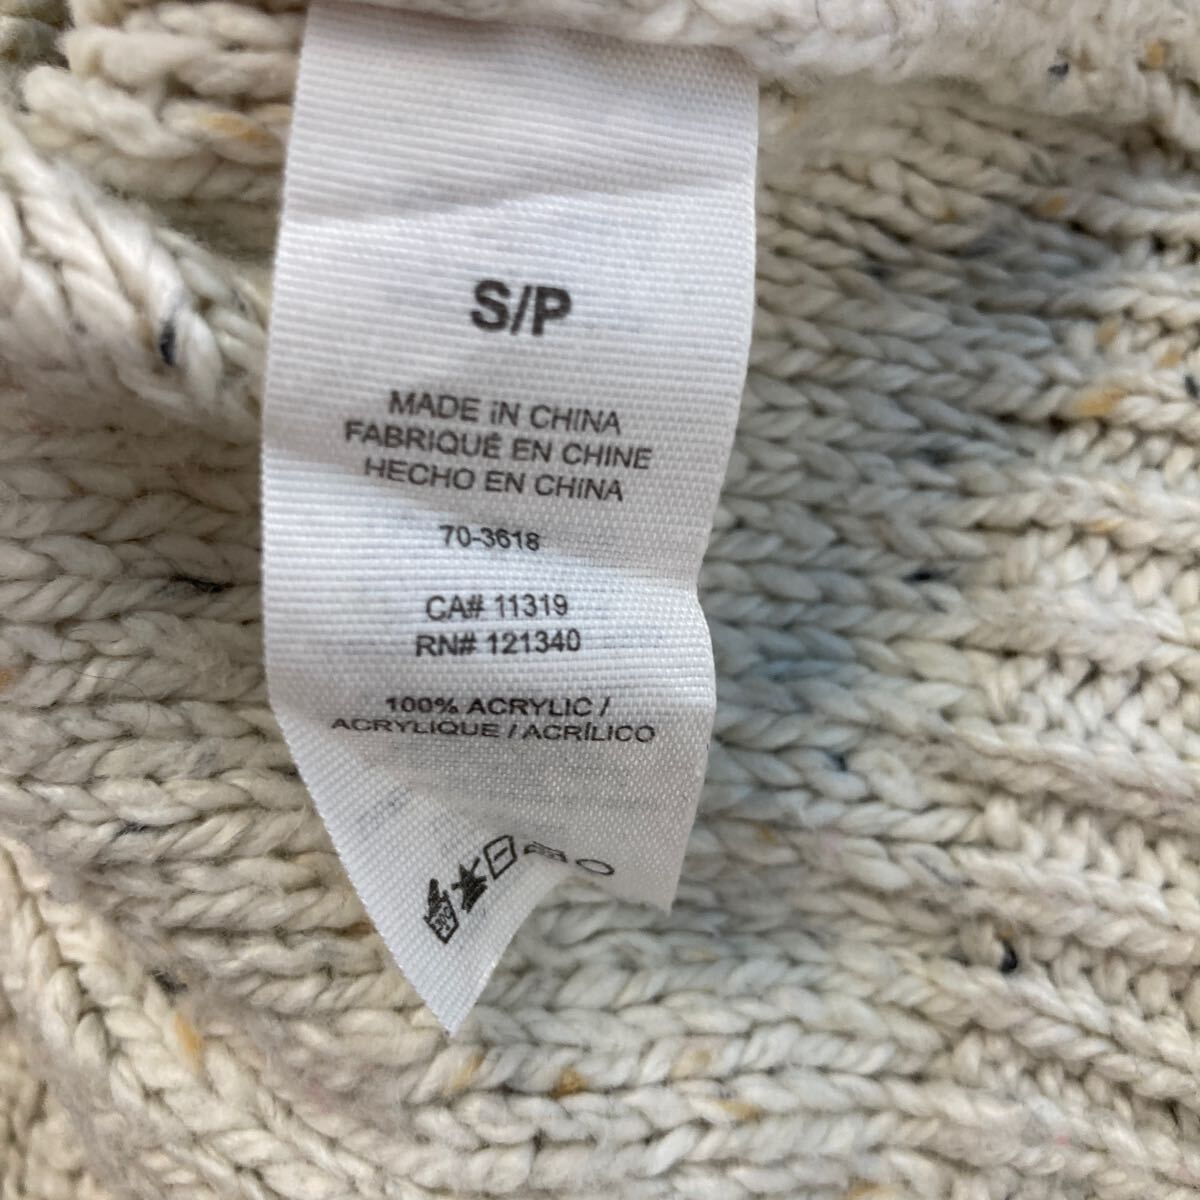 S/P
MADE IN CHINA
FABRIQUÉ EN CHINE
HECHO EN CHINA
70-3618
CA# 11319
RN# 121340
100% ACRYLIC /
ACRYLIQUE / ACRÍLICO